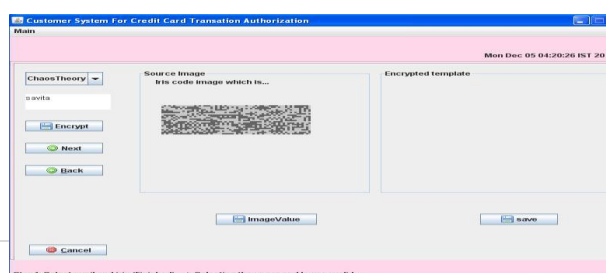 Customer System For Credit Card Transation Authorization
Main
Mon Dec 05 04:20:26 IST 20
ChaosTheory
savita
Encrypt
Next
Back
Cancel
Source Image
Iris code Image which is...
ImageValue
Encrypted template
save